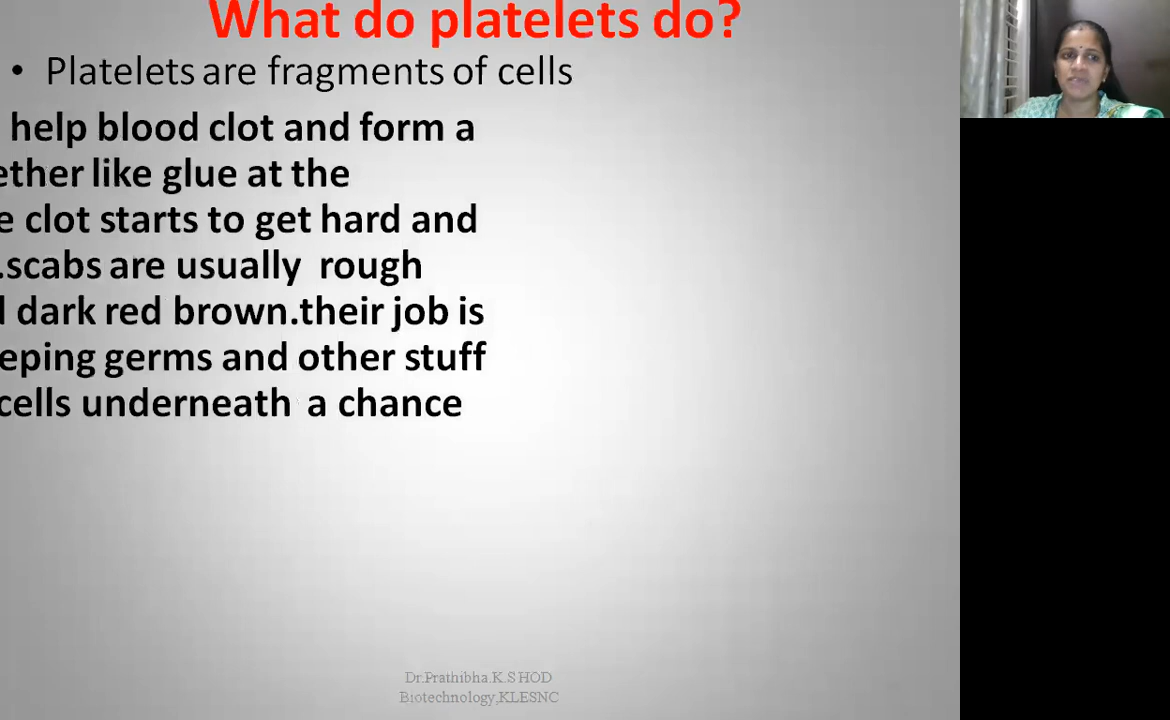 What do platelets do?
• Platelets are fragments of cells
help blood clot and form a
ether like glue at the
e clot starts to get hard and
.scabs are usually rough
dark red brown.their job is
eping germs and other stuff
cells underneath a chance
Dr.Prathibha.K.S HOD
Biotechnology,KLESNC